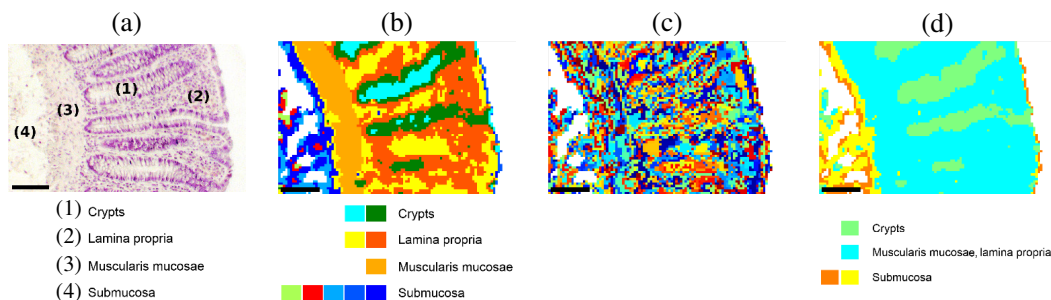 (a)
(b)
(c)
(d)
(1)
(2)
(3)
(4)
(1) Crypts
(2) Lamina propria
(3) Muscularis mucosae
(4) Submucosa
Crypts
Lamina propria
Muscularis mucosae
Submucosa
Crypts
Muscularis mucosae, lamina propria
Submucosa